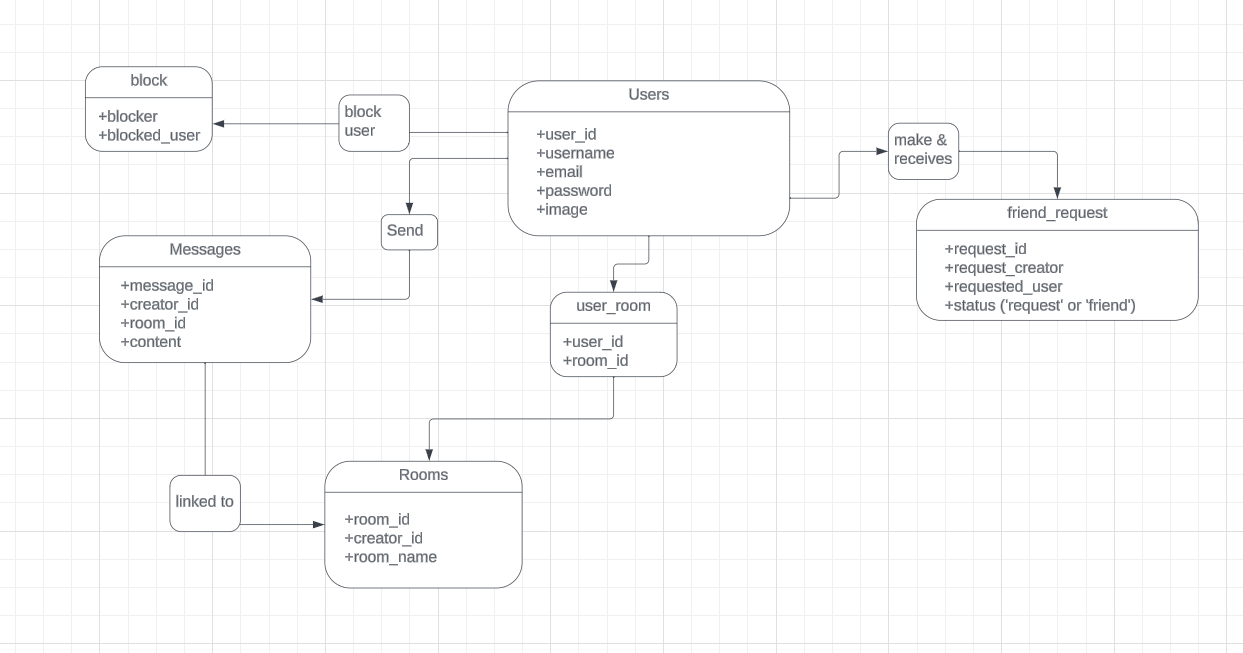 block
+blocker
+blocked_user
block
user
Users
+user_id
+username
+email
+password
+image
make &
receives
friend_request
+request_id
+request_creator
+requested_user
+status ('request' or 'friend')
Send
Messages
+message_id
+creator_id
+room_id
+content
user_room
+user_id
+room_id
linked to
Rooms
+room_id
+creator_id
+room_name